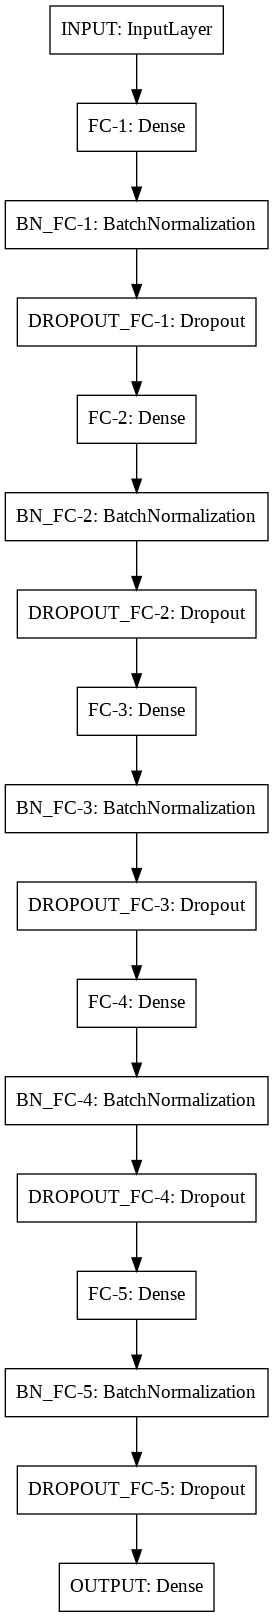 INPUT: InputLayer
FC-1: Dense
BN_FC-1: BatchNormalization
DROPOUT_FC-1: Dropout
FC-2: Dense
BN_FC-2: BatchNormalization
DROPOUT_FC-2: Dropout
FC-3: Dense
BN_FC-3: BatchNormalization
DROPOUT_FC-3: Dropout
FC-4: Dense
BN_FC-4: BatchNormalization
DROPOUT_FC-4: Dropout
FC-5: Dense
BN_FC-5: BatchNormalization
DROPOUT_FC-5: Dropout
OUTPUT: Dense